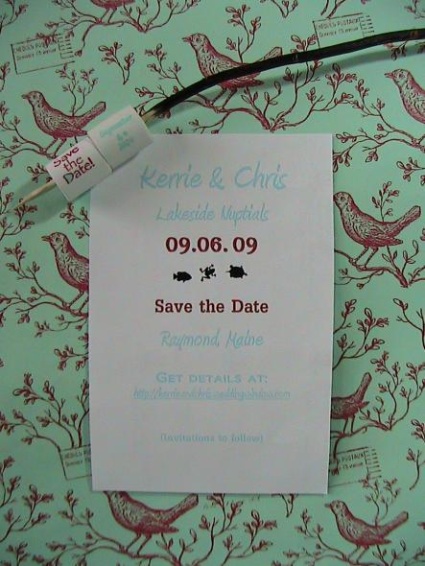 Save
the
Date!
Kerrie & Chris
Lakeside Nuptials
09.06.09
Save the Date
Raymond, Maine
GET DETAILS AT:
(invitations to follow)